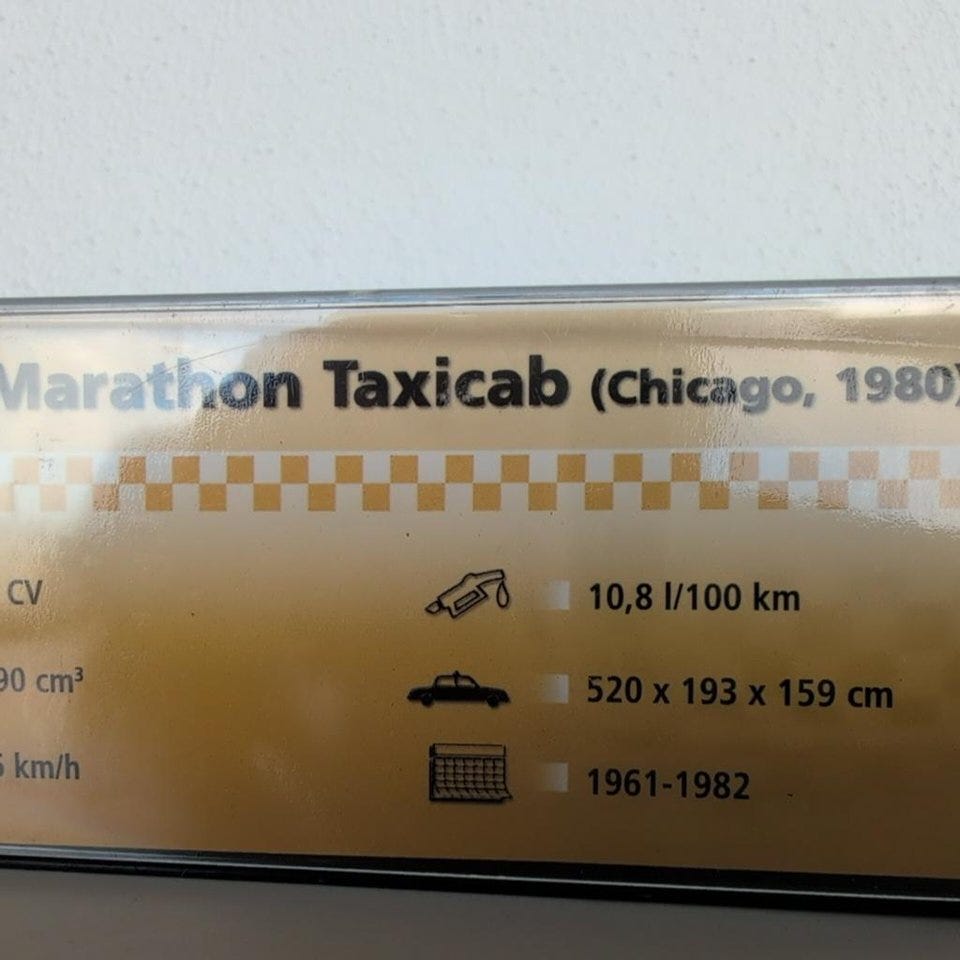 Marathon Taxicab (Chicago, 1980)
CV
10,8 l/100 km
90 cm³
520 x 193 x 159 cm
km/h
1961-1982